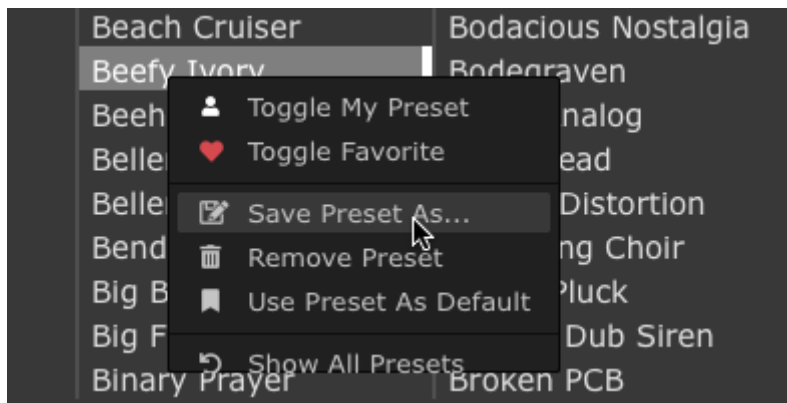 Beach Cruiser
Beefy Ivory
Beeh
Belle
Belle
Bend
Big B
Big F
Binary Prayer
Toggle My Preset
Toggle Favorite
Save Preset As...
Remove Preset
Use Preset As Default
Show All Presets
Bodacious Nostalgia
Bodegraven
nalog
ead
Distortion
ng Choir
Pluck
Dub Siren
Broken PCB